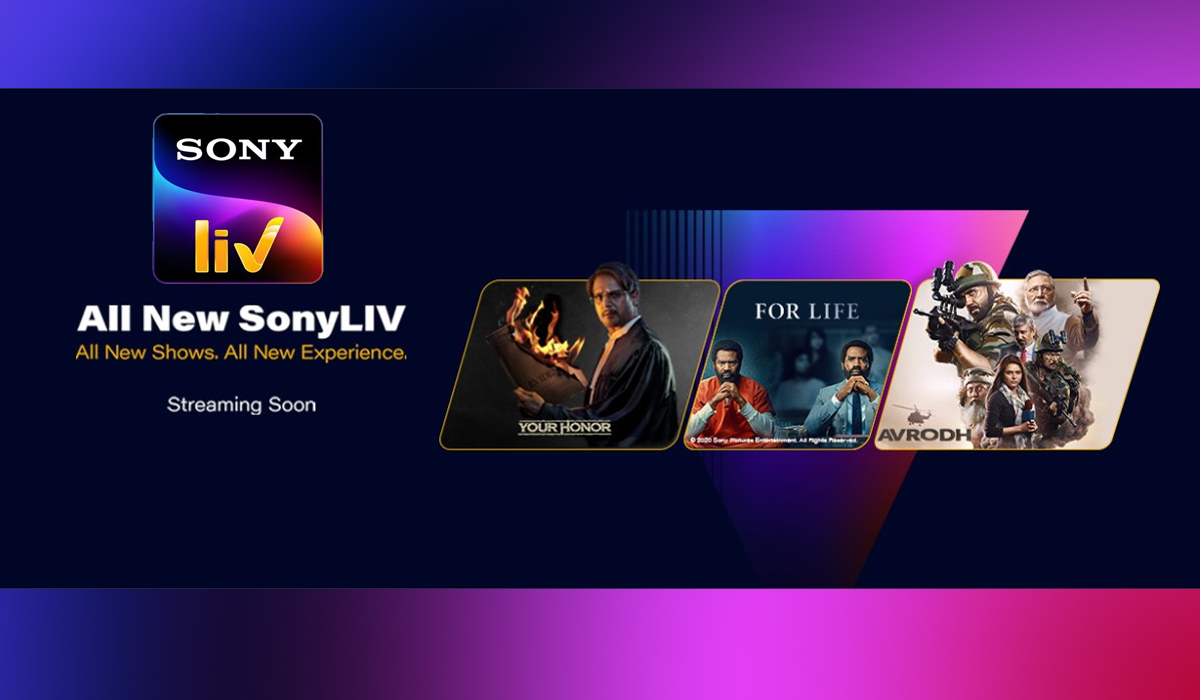 SONY
liv
All New SonyLIV
All New Shows. All New Experience.
Streaming Soon
YOUR HONOR
FOR LIFE
© 2020 Sony Pictures Entertainment. All Rights Reserved.
AVRODH